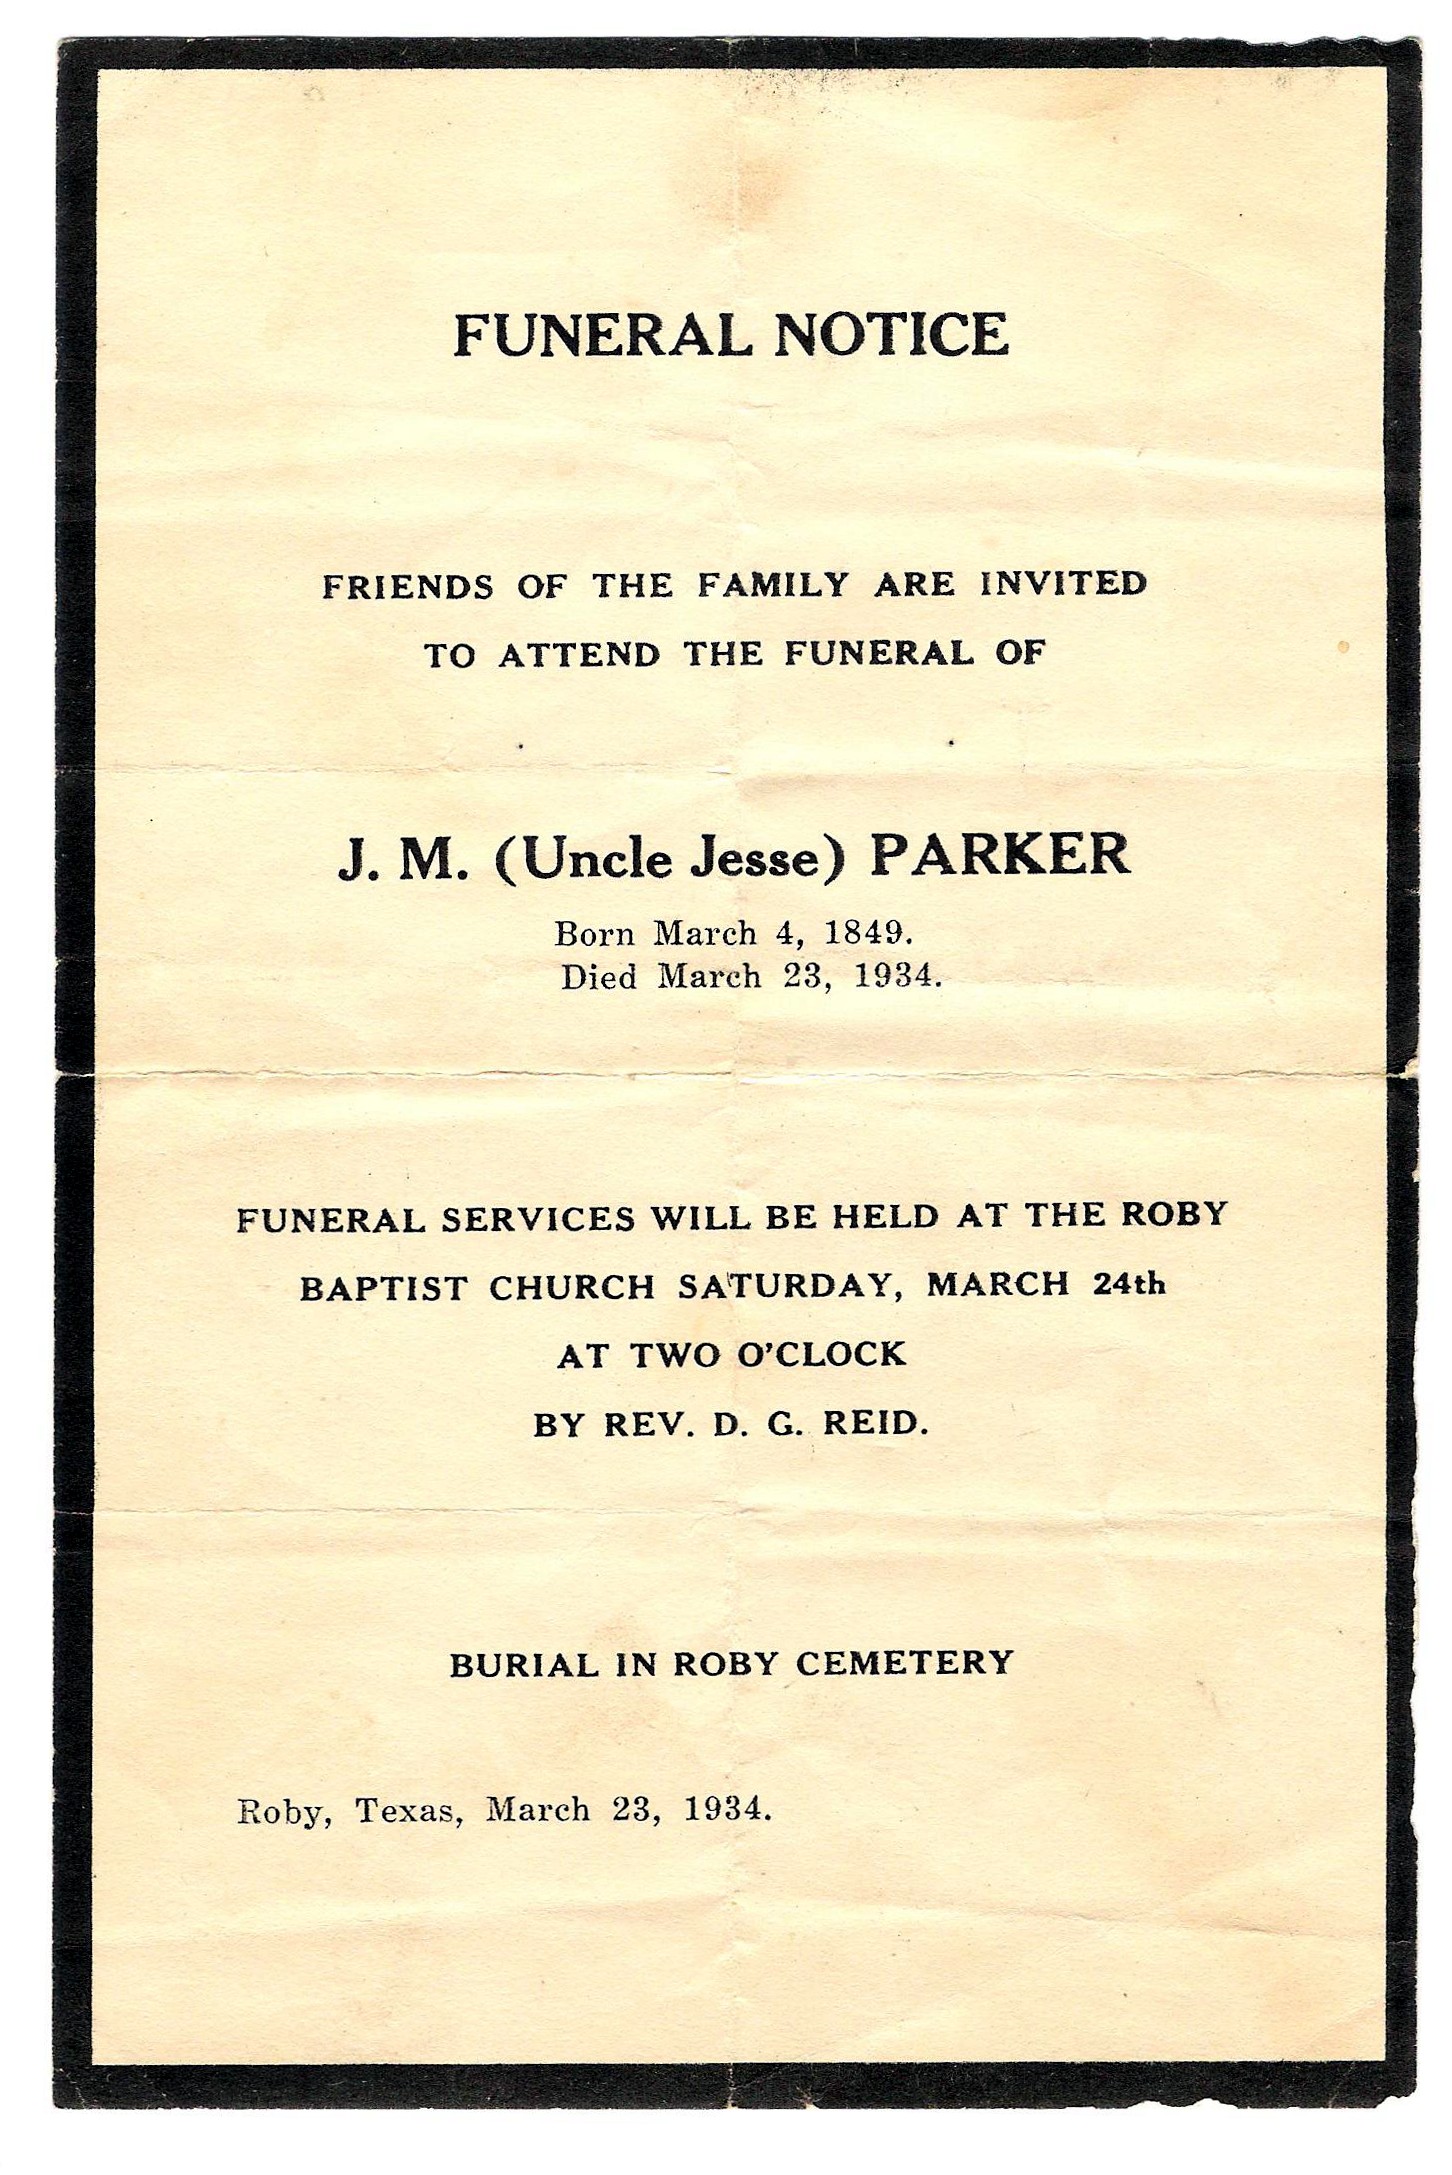 FUNERAL NOTICE
FRIENDS OF THE FAMILY ARE INVITED
TO ATTEND THE FUNERAL OF
J. M. (Uncle Jesse) PARKER
Born March 4, 1849.
Died March 23, 1934.
FUNERAL SERVICES WILL BE HELD AT THE ROBY
BAPTIST CHURCH SATURDAY, MARCH 24th
AT TWO O'CLOCK
BY REV. D. G. REID.
BURIAL IN ROBY CEMETERY
Roby, Texas, March 23, 1934.